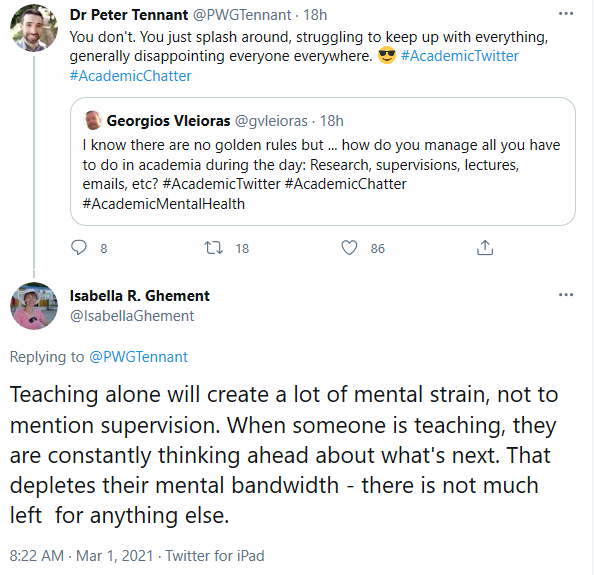 Dr Peter Tennant @PWGTennant · 18h
You don't. You just splash around, struggling to keep up with everything,
generally disappointing everyone everywhere. 😎 #AcademicTwitter
#AcademicChatter
Georgios Vleioras @gvleioras · 18h
I know there are no golden rules but ... how do you manage all you have
to do in academia during the day: Research, supervisions, lectures,
emails, etc? #AcademicTwitter #AcademicChatter
#AcademicMentalHealth
8 18 86
Isabella R. Ghement
@IsabellaGhement
Replying to @PWGTennant
Teaching alone will create a lot of mental strain, not to
mention supervision. When someone is teaching, they
are constantly thinking ahead about what's next. That
depletes their mental bandwidth - there is not much
left  for anything else.
8:22 AM · Mar 1, 2021 · Twitter for iPad